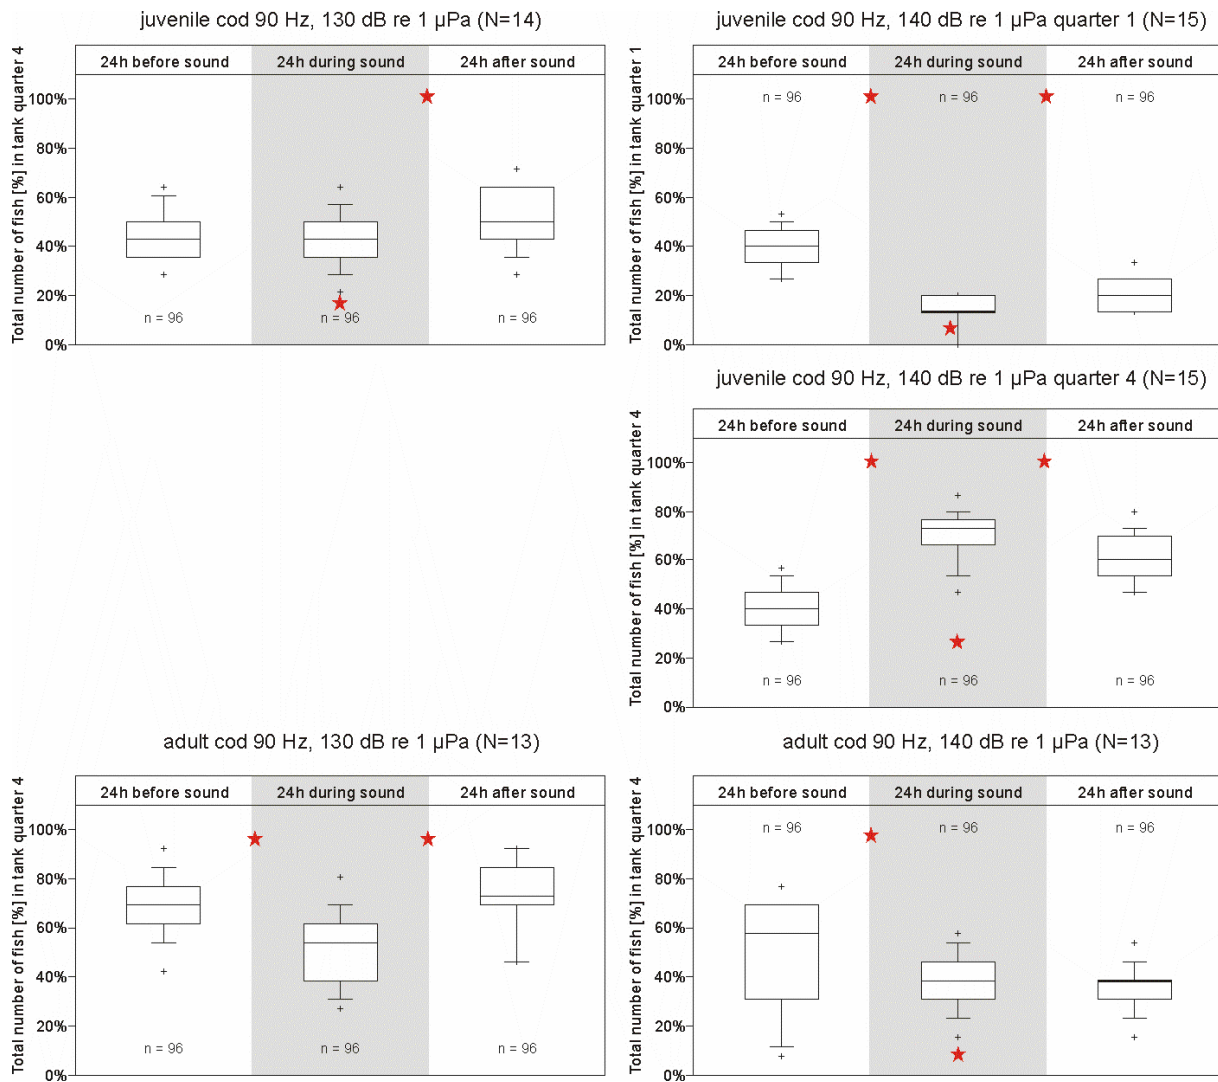 juvenile cod 90 Hz, 130 dB re 1 µPa (N=14)
24h before sound 24h during sound 24h after sound
Total number of fish [%] in tank quarter 4
100%
80%
60%
40%
20%
0%
n = 96 n = 96
juvenile cod 90 Hz, 140 dB re 1 µPa quarter 1 (N=15)
24h before sound 24h during sound 24h after sound
Total number of fish [%] in tank quarter 1
n = 96 n = 96 n = 96
100%
80%
60%
40%
20%
0%
juvenile cod 90 Hz, 140 dB re 1 µPa quarter 4 (N=15)
24h before sound 24h during sound 24h after sound
Total number of fish [%] in tank quarter 4
100%
80%
60%
40%
20%
0%
n = 96 n = 96 n = 96
adult cod 90 Hz, 130 dB re 1 µPa (N=13)
24h before sound 24h during sound 24h after sound
Total number of fish [%] in tank quarter 4
100%
80%
60%
40%
20%
0%
n = 96 n = 96 n = 96
adult cod 90 Hz, 140 dB re 1 µPa (N=13)
24h before sound 24h during sound 24h after sound
Total number of fish [%] in tank quarter 4
n = 96 n = 96 n = 96
100%
80%
60%
40%
20%
0%